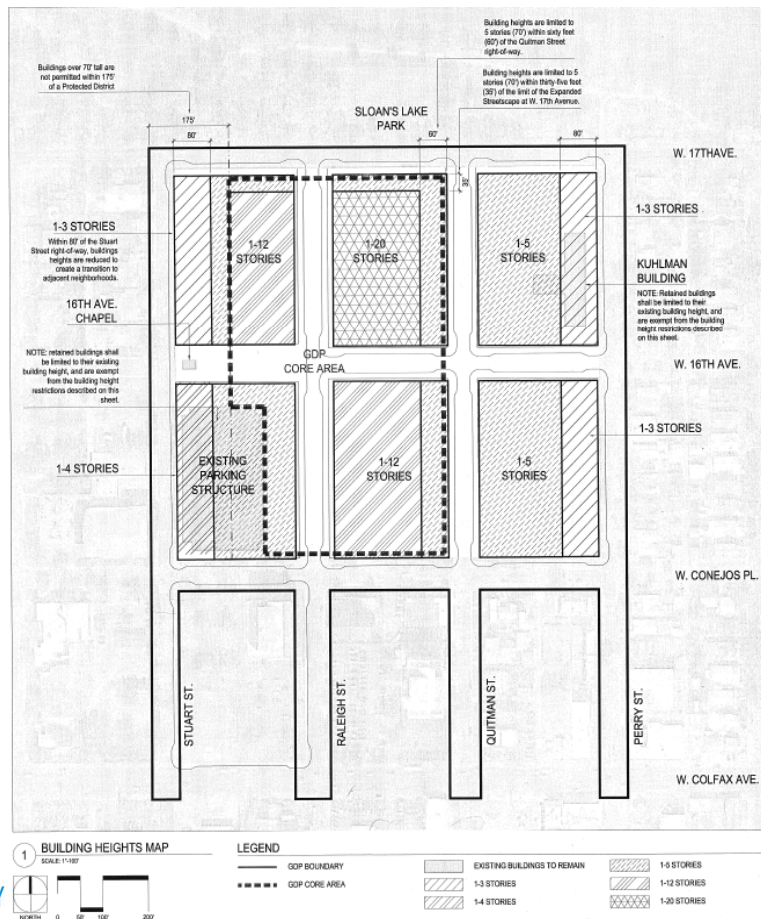 Building heights are limited to
5 stories (70') within sixty feet
(60') of the Quitman Street
right-of-way.
Buildings over 70' tall are
not permitted within 175'
of a Protected District
Building heights are limited to 5
stories (70') within thirty-five feet
(35') of the limit of the Expanded
Streetscape at W. 17th Avenue.
SLOAN'S LAKE
PARK
175'
80'
60'
80'
35'
W. 17THAVE.
1-3 STORIES
Within 80' of the Stuart
Street right-of-way, buildings
heights are reduced to
create a transition to
adjacent neighborhoods.
16TH AVE.
CHAPEL
NOTE: retained buildings shall
be limited to their existing
building height, and are exempt
from the building height
restrictions described on this
sheet.
1-12
STORIES
1-20
STORIES
1-5
STORIES
1-3 STORIES
KUHLMAN
BUILDING
NOTE: Retained buildings
shall be limited to their
existing building height, and
are exempt from the building
height restrictions described
on this sheet.
GDP
CORE AREA
W. 16TH AVE.
1-4 STORIES
EXISTING
PARKING
STRUCTURE
1-12
STORIES
1-5
STORIES
1-3 STORIES
W. CONEJOS PL.
STUART ST.
RALEIGH ST.
QUITMAN ST.
PERRY ST.
W. COLFAX AVE.
1 BUILDING HEIGHTS MAP
SCALE: 1"-100'
NORTH
0 50' 100' 200'
LEGEND
GDP BOUNDARY
GDP CORE AREA
EXISTING BUILDINGS TO REMAIN
1-3 STORIES
1-4 STORIES
1-5 STORIES
1-12 STORIES
1-20 STORIES